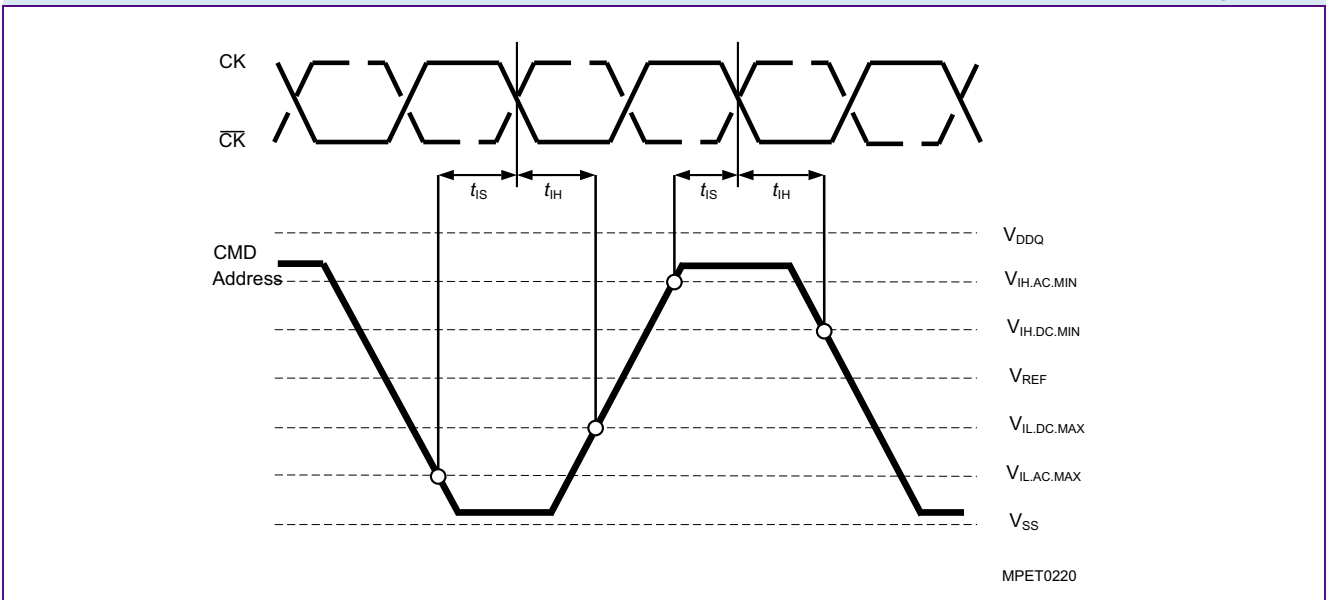 CK
C̅K̅
tIS
tIH
tIS
tIH
CMD
Address
VDDQ
VIH.AC.MIN
VIH.DC.MIN
VREF
VIL.DC.MAX
VIL.AC.MAX
VSS
MPET0220